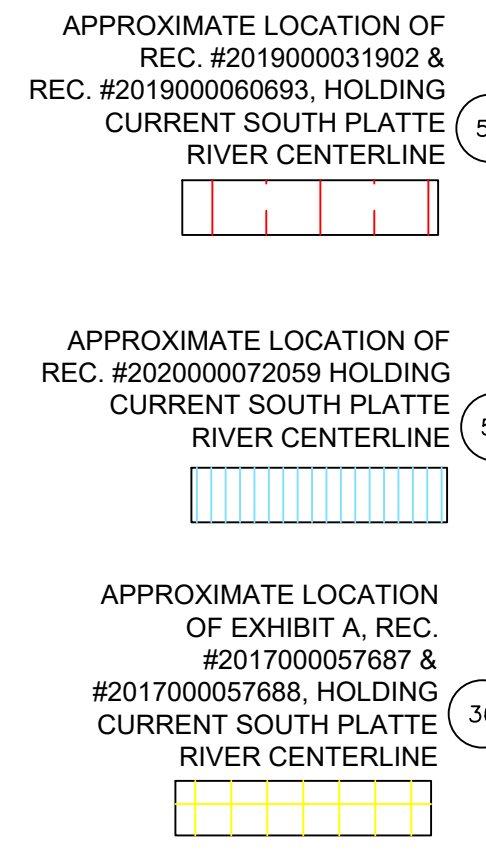 APPROXIMATE LOCATION OF
REC. #2019000031902 &
REC. #2019000060693, HOLDING
CURRENT SOUTH PLATTE
RIVER CENTERLINE
APPROXIMATE LOCATION OF
REC. #2020000072059 HOLDING
CURRENT SOUTH PLATTE
RIVER CENTERLINE
APPROXIMATE LOCATION
OF EXHIBIT A, REC.
#2017000057687 &
#2017000057688, HOLDING
CURRENT SOUTH PLATTE
RIVER CENTERLINE